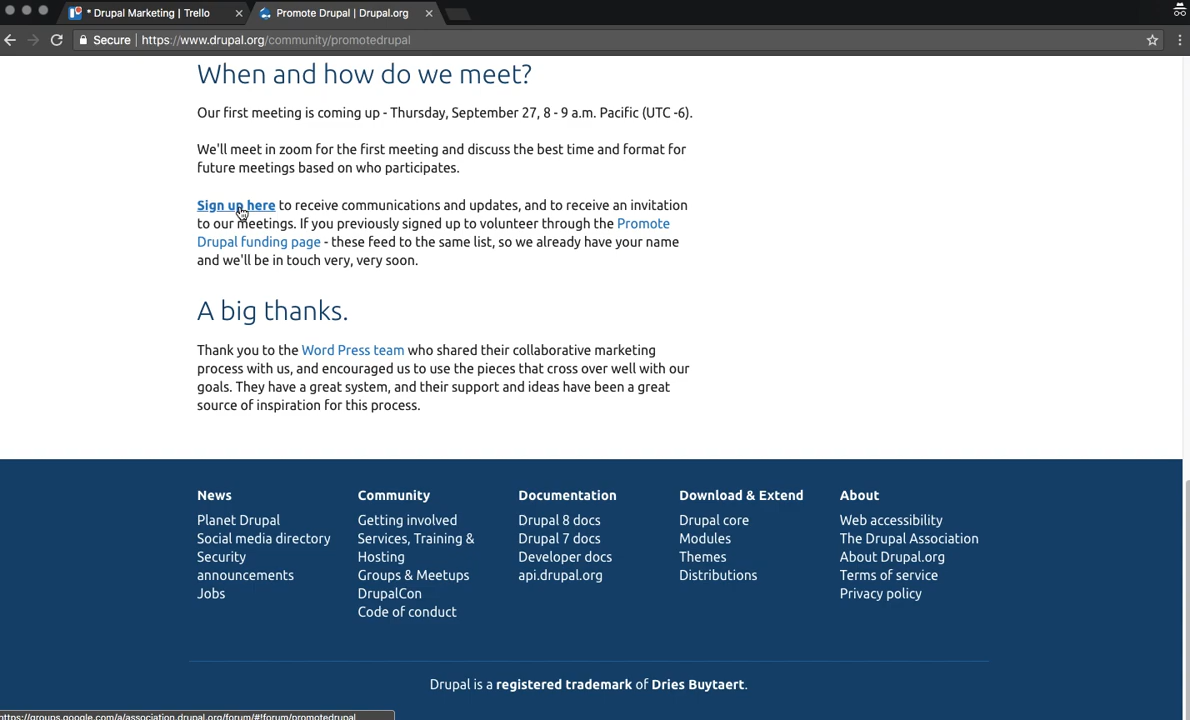 * Drupal Marketing | Trello
Promote Drupal | Drupal.org
Secure
https://www.drupal.org/community/promotedrupal
When and how do we meet?
Our first meeting is coming up - Thursday, September 27, 8 - 9 a.m. Pacific (UTC -6).
We'll meet in zoom for the first meeting and discuss the best time and format for
future meetings based on who participates.
Sign up here to receive communications and updates, and to receive an invitation
to our meetings. If you previously signed up to volunteer through the Promote
Drupal funding page - these feed to the same list, so we already have your name
and we'll be in touch very, very soon.
A big thanks.
Thank you to the Word Press team who shared their collaborative marketing
process with us, and encouraged us to use the pieces that cross over well with our
goals. They have a great system, and their support and ideas have been a great
source of inspiration for this process.
News
Planet Drupal
Social media directory
Security
announcements
Jobs
Community
Getting involved
Services, Training &
Hosting
Groups & Meetups
DrupalCon
Code of conduct
Documentation
Drupal 8 docs
Drupal 7 docs
Developer docs
api.drupal.org
Download & Extend
Drupal core
Modules
Themes
Distributions
About
Web accessibility
The Drupal Association
About Drupal.org
Terms of service
Privacy policy
Drupal is a registered trademark of Dries Buytaert.
https://groups.google.com/a/association.drupal.org/forum/#!forum/promotedrupal